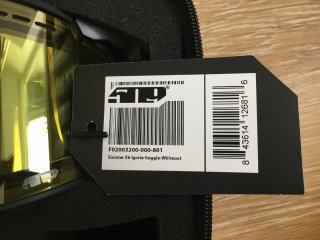 509
F02003200-000-801
Sinister X6 Ignite Goggle-Whiteout
8 43614 12681 6